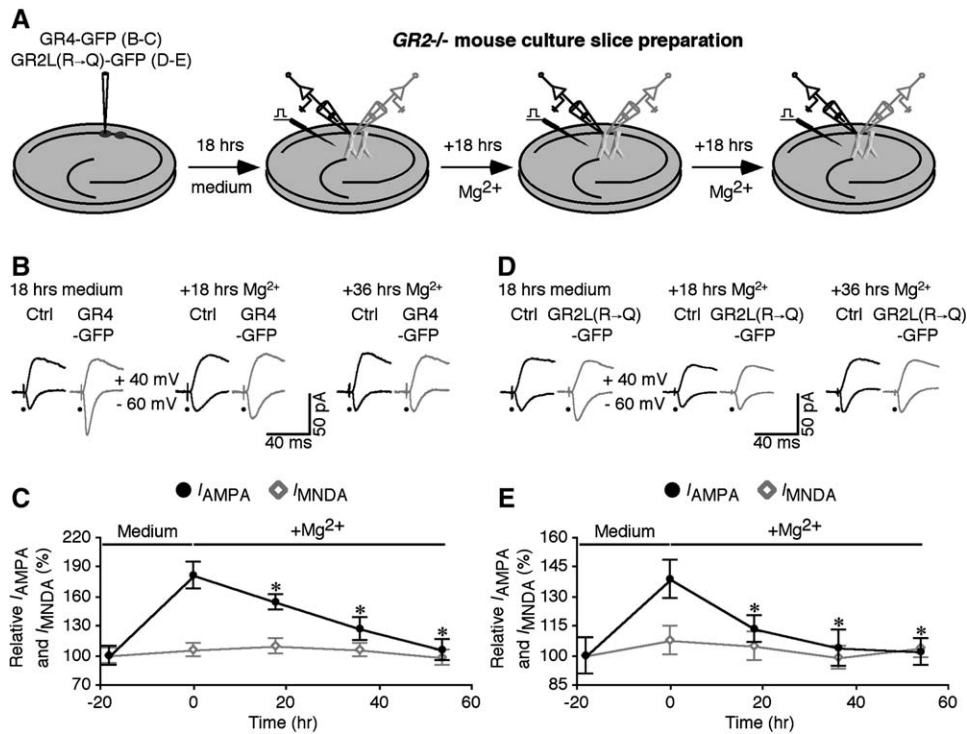 A
GR4-GFP (B-C)
GR2L(R→Q)-GFP (D-E)
GR2-/- mouse culture slice preparation
18 hrs
medium
+18 hrs
Mg2+
+18 hrs
Mg2+
B
18 hrs medium
+18 hrs Mg2+
+36 hrs Mg2+
Ctrl GR4
-GFP
Ctrl GR4
-GFP
Ctrl GR4
-GFP
+ 40 mV
- 60 mV
50 pA
40 ms
D
18 hrs medium
+18 hrs Mg2+
+36 hrs Mg2+
Ctrl GR2L(R→Q)
-GFP
Ctrl GR2L(R→Q)
-GFP
Ctrl GR2L(R→Q)
-GFP
+ 40 mV
- 60 mV
50 pA
40 ms
C
IAMPA IMNDA
Medium +Mg2+
Relative IAMPA
and IMNDA (%)
220
190
160
130
100
70
* * *
-20 0 20 40 60
Time (hr)
E
IAMPA IMNDA
Medium +Mg2+
Relative IAMPA
and IMNDA (%)
160
145
130
115
100
85
* * *
-20 0 20 40 60
Time (hr)